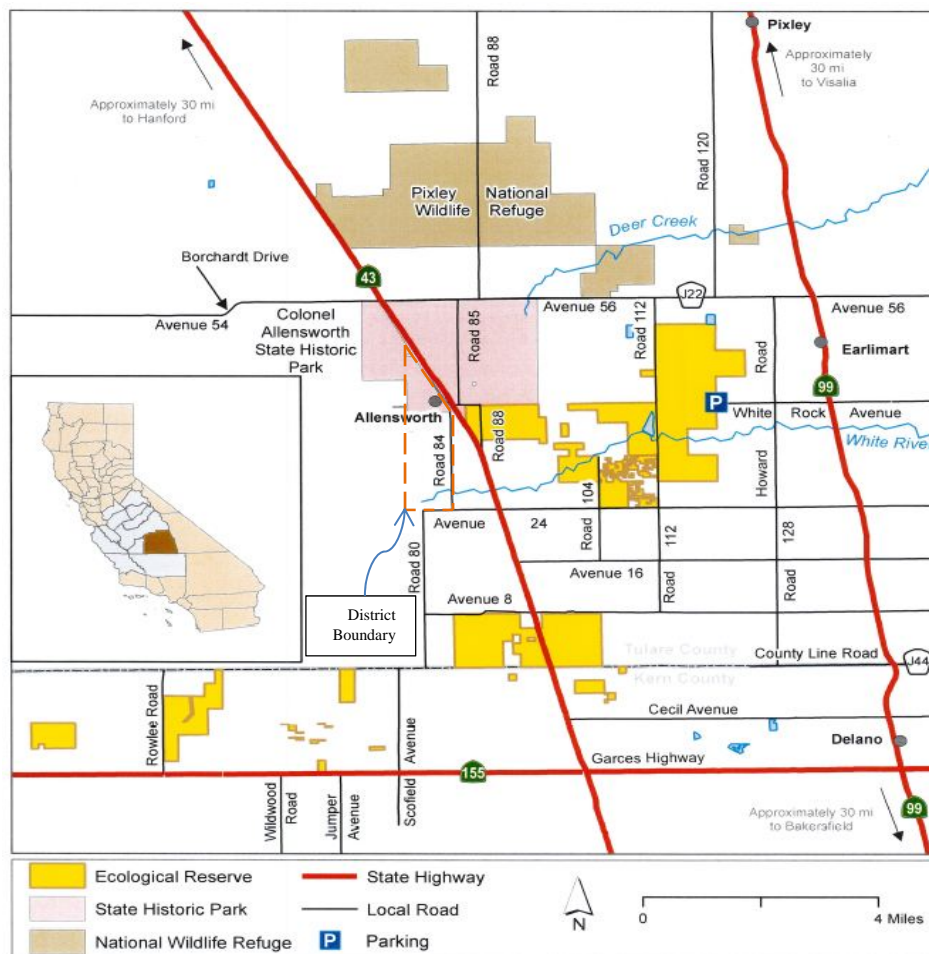 Pixley
Approximately
30 mi
to Visalia
Approximately 30 mi
to Hanford
Road 88
Road 120
Pixley
Wildlife
National
Refuge
Deer Creek
Borchardt Drive
43
J22
Avenue 54
Avenue 56
Avenue 56
Colonel
Allensworth
State Historic
Park
Road 85
Road 112
Road
Earlimart
99
P
Allensworth
White
Rock
Avenue
Road 88
White River
Road 84
Howard
104
Avenue
24
Road
112
128
Road 80
Avenue 16
Road
Road
Avenue 8
District
Boundary
Tulare County
Kern County
County Line Road
J44
Rowlee Road
Avenue
Cecil Avenue
Delano
Garces Highway
155
Wildwood
Road
Jumper
Avenue
Scofield
Approximately 30 mi
to Bakersfield
99
Ecological Reserve
State Highway
State Historic Park
Local Road
National Wildlife Refuge
P
Parking
N
0
4 Miles